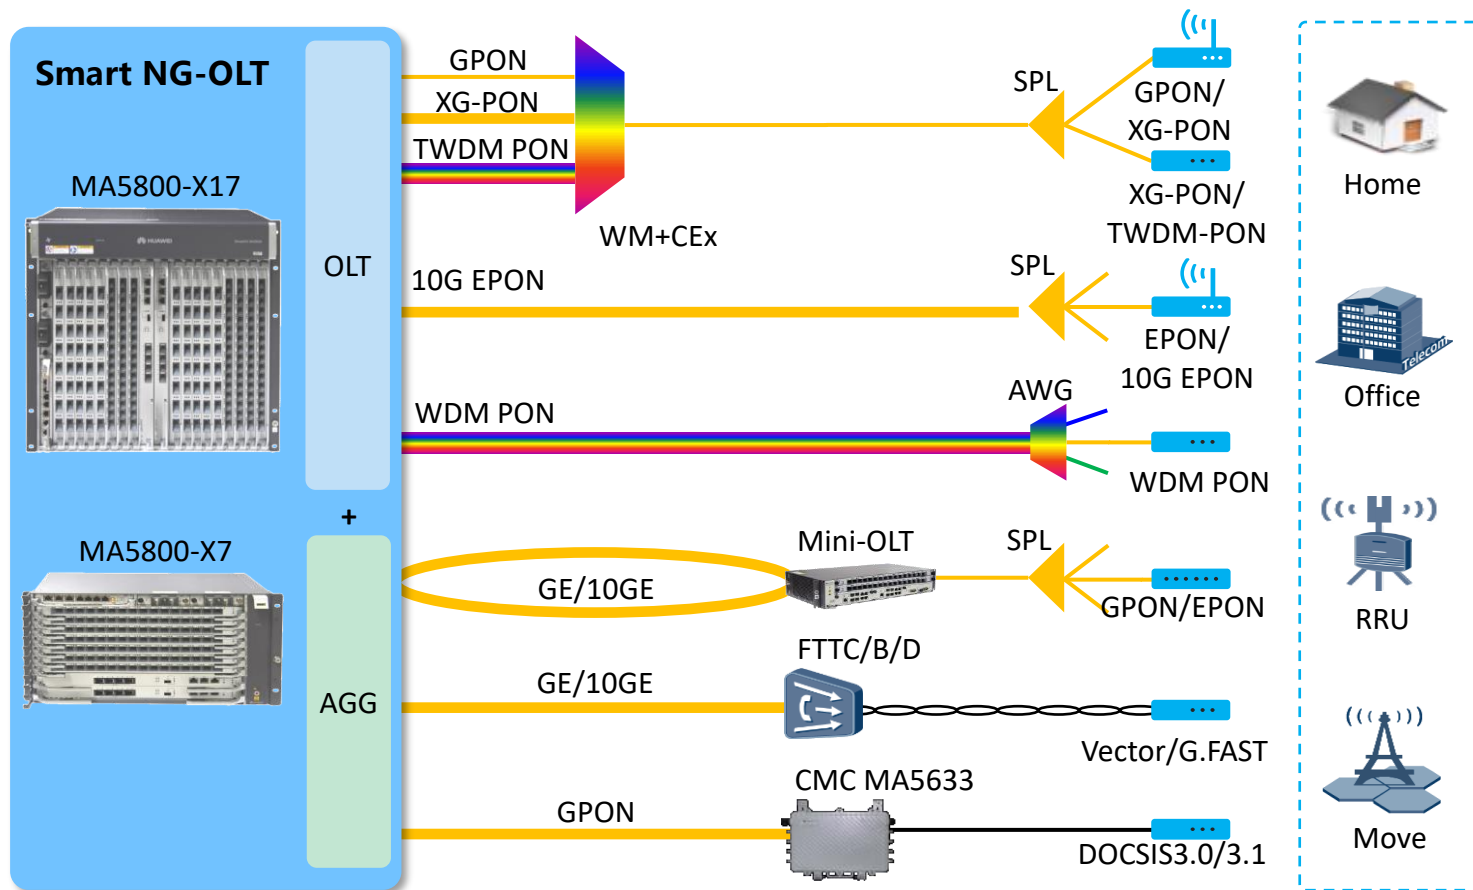 Smart NG-OLT
MA5800-X17
HUAWEI
OLT
+
MA5800-X7
AGG
GPON
XG-PON
TWDM PON
WM+CEx
SPL
GPON/
XG-PON
XG-PON/
TWDM-PON
10G EPON
SPL
EPON/
10G EPON
WDM PON
AWG
WDM PON
GE/10GE
Mini-OLT
SPL
GPON/EPON
GE/10GE
FTTC/B/D
Vector/G.FAST
GPON
CMC MA5633
DOCSIS3.0/3.1
Home
Telecom
Office
RRU
Move